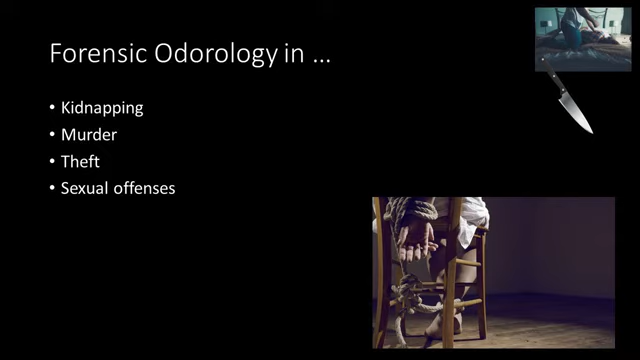 Forensic Odorology in ...
• Kidnapping
• Murder
• Theft
• Sexual offenses